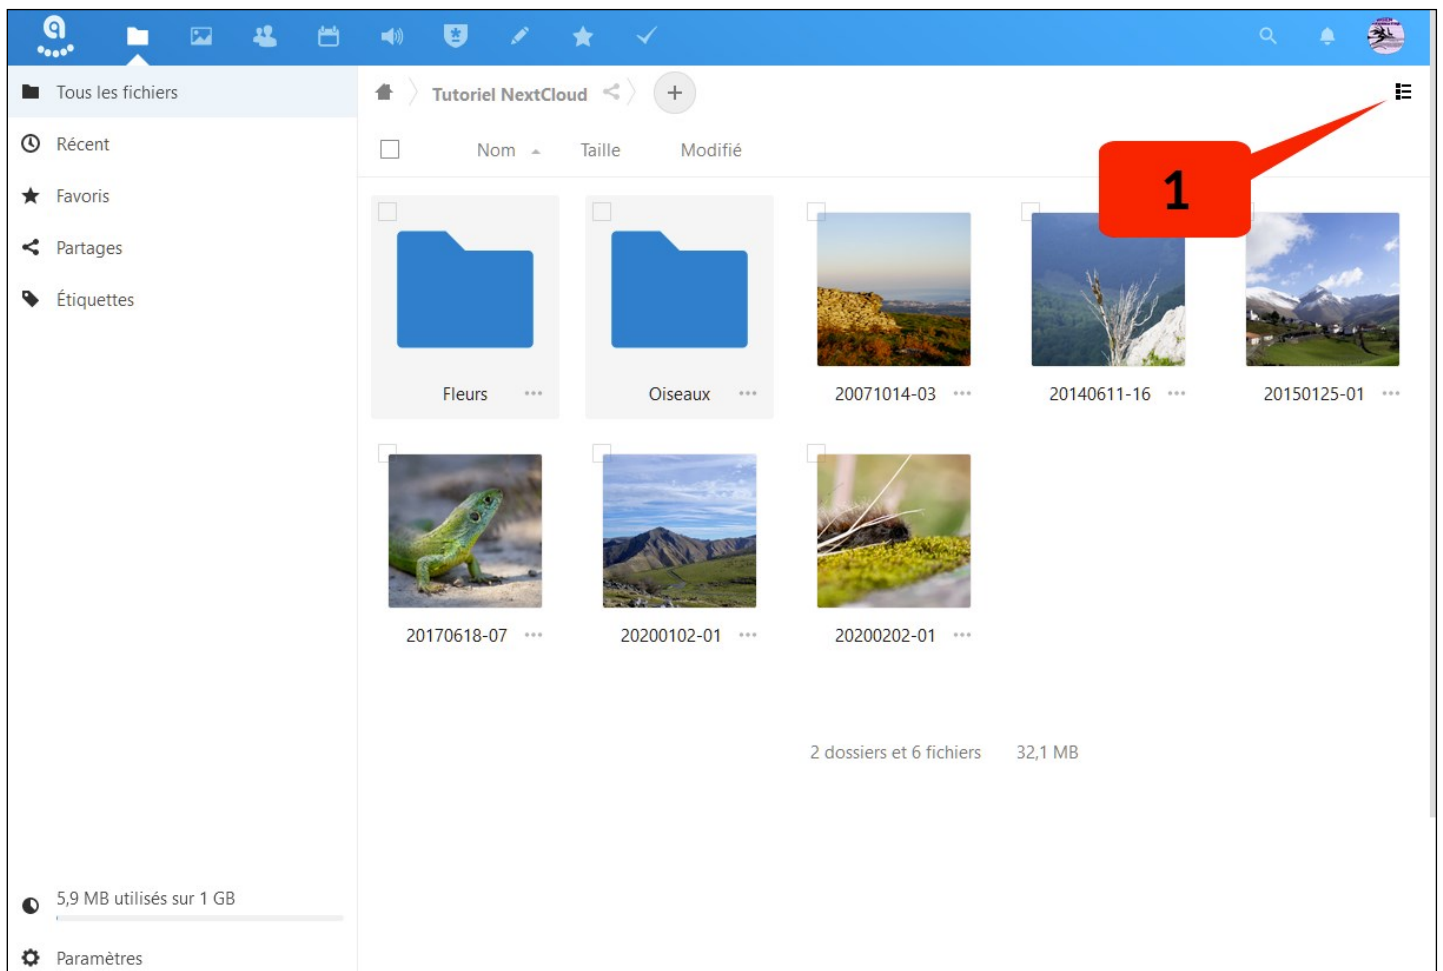 Tous les fichiers
Récent
Favoris
Partages
Étiquettes
Tutoriel NextCloud
Nom Taille Modifié
1
Fleurs ··· Oiseaux ··· 20071014-03 ··· 20140611-16 ··· 20150125-01 ···
20170618-07 ··· 20200102-01 ··· 20200202-01 ···
2 dossiers et 6 fichiers 32,1 MB
5,9 MB utilisés sur 1 GB
Paramètres